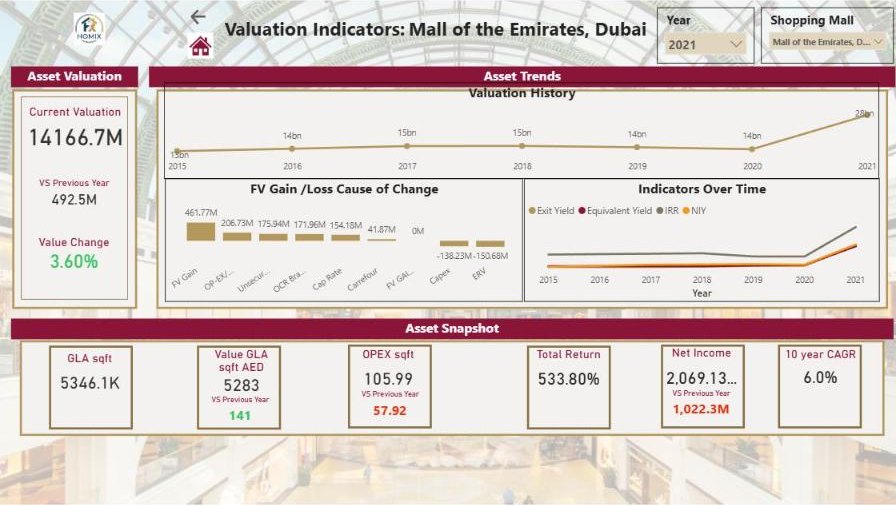 HOMIX
Valuation Indicators: Mall of the Emirates, Dubai
Year
2021
Shopping Mall
Mall of the Emirates, D...
Asset Valuation
Current Valuation
14166.7M
VS Previous Year
492.5M
Value Change
3.60%
Asset Trends
Valuation History
13bn
14bn
15bn
15bn
14bn
14bn
28bn
2015
2016
2017
2018
2019
2020
2021
FV Gain /Loss Cause of Change
461.77M
206.73M
175.94M
171.96M
154.18M
41.87M
0M
-138.23M
-150.68M
FV Gain
OP-EX/...
Unsecur...
OCR Bra...
Cap Rate
Carrefour
FV GAI...
Capex
ERV
Indicators Over Time
Exit Yield Equivalent Yield IRR NIY
2015
2016
2017
2018
2019
2020
2021
Year
Asset Snapshot
GLA sqft
5346.1K
Value GLA
sqft AED
5283
VS Previous Year
141
OPEX sqft
105.99
VS Previous Year
57.92
Total Return
533.80%
Net Income
2,069.13...
VS Previous Year
1,022.3M
10 year CAGR
6.0%